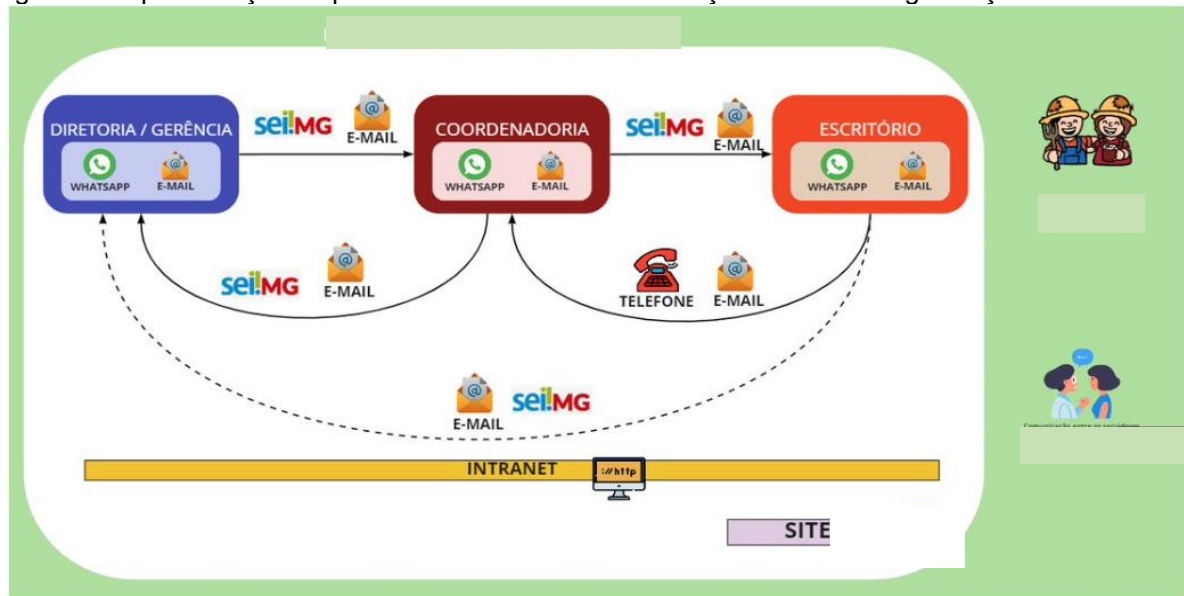 DIRETORIA / GERÊNCIA
WHATSAPP E-MAIL
sei!MG E-MAIL
COORDENADORIA
WHATSAPP E-MAIL
sei!MG E-MAIL
ESCRITÓRIO
WHATSAPP E-MAIL
sei!MG E-MAIL
TELEFONE E-MAIL
E-MAIL sei!MG
INTRANET ://http
SITE